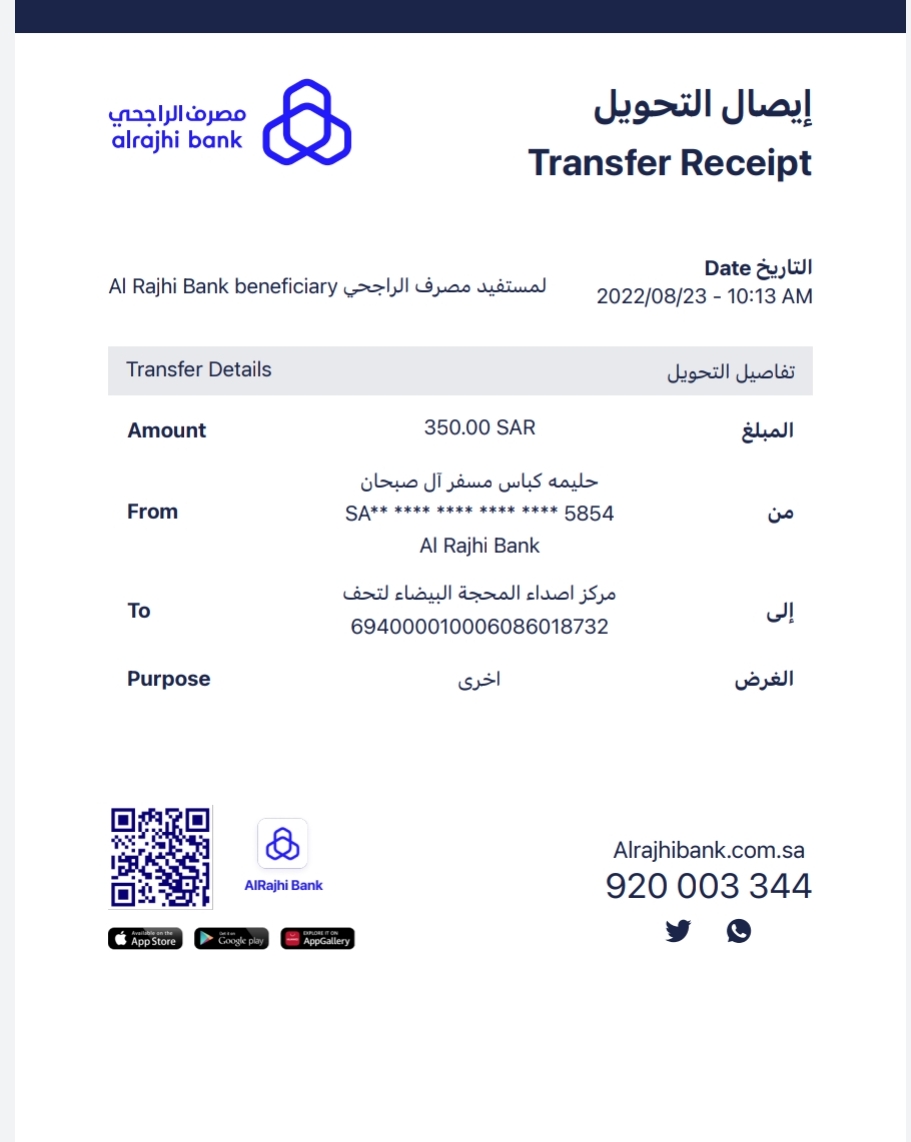 مصرف الراجحي
alrajhi bank
إيصال التحويل
Transfer Receipt
التاريخ Date
2022/08/23 - 10:13 AM
لمستفيد مصرف الراجحي Al Rajhi Bank beneficiary
Transfer Details تفاصيل التحويل
Amount 350.00 SAR المبلغ
حليمه كباس مسفر آل صبحان
From SA** **** **** **** **** 5854 من
Al Rajhi Bank
مركز اصداء المحجة البيضاء لتحف
To إلى
694000010006086018732
Purpose اخرى الغرض
AlRajhi Bank
Available on the
App Store
Get it on
Google play
EXPLORE IT ON
AppGallery
Alrajhibank.com.sa
920 003 344